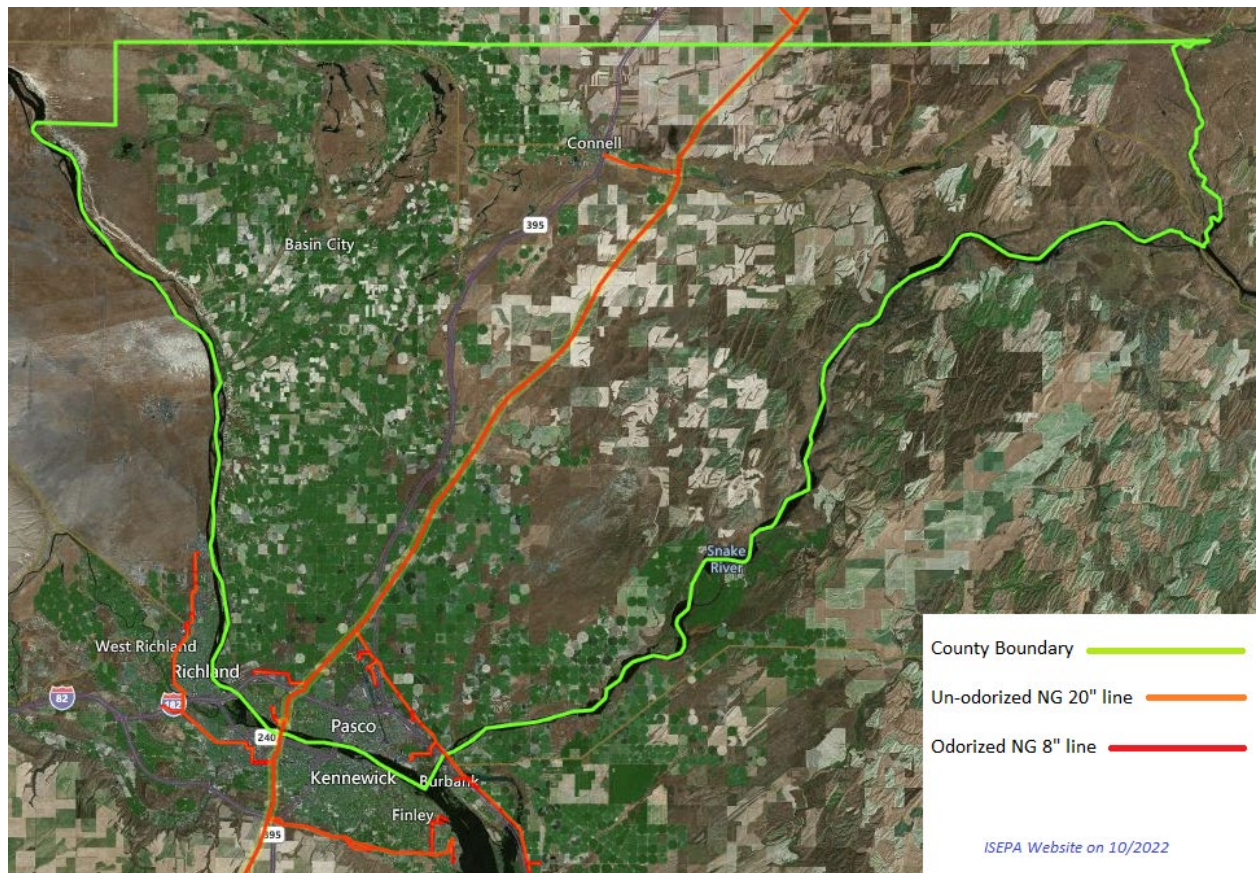 Connell
395
Basin City
Snake
River
West Richland
Richland
82
182
Pasco
240
Kennewick
Burbank
Finley
395
County Boundary
Un-odorized NG 20" line
Odorized NG 8" line
ISEPA Website on 10/2022